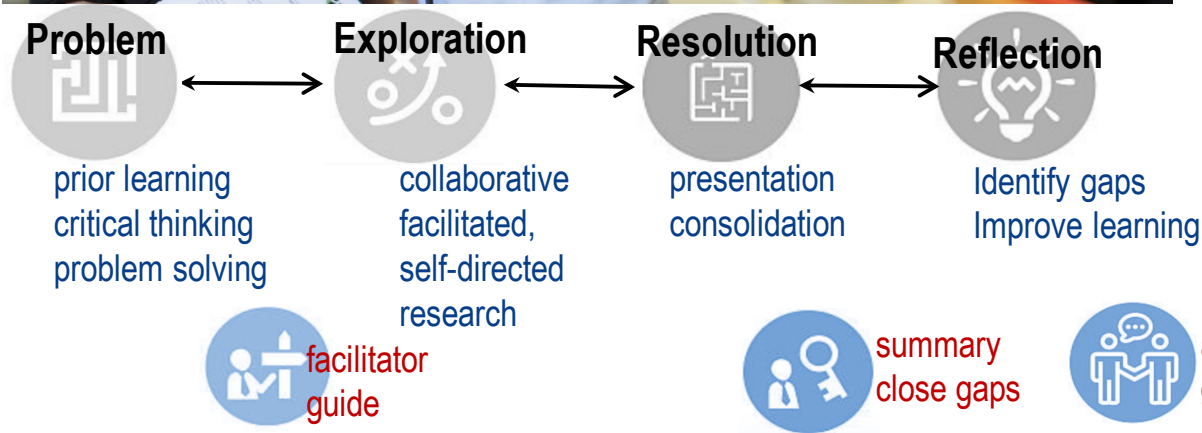 Problem
Exploration
Resolution
Reflection
prior learning
critical thinking
problem solving
collaborative
facilitated,
self-directed
research
presentation
consolidation
Identify gaps
Improve learning
facilitator
guide
summary
close gaps